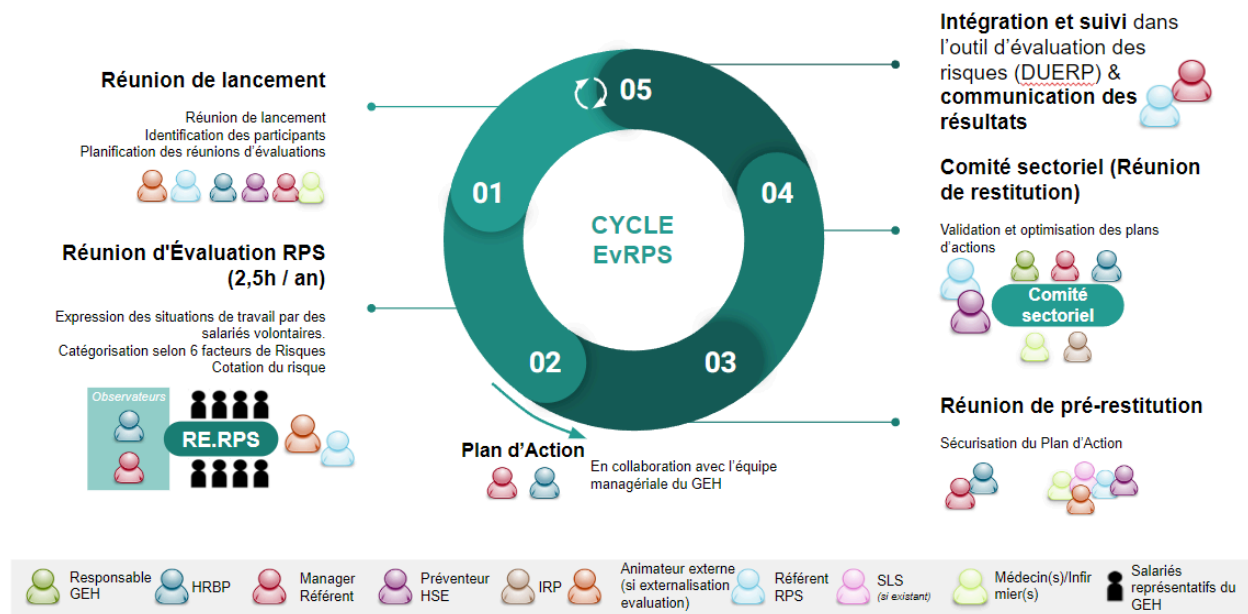 Réunion de lancement
Réunion de lancement
Identification des participants
Planification des réunions d'évaluations
Réunion d'Évaluation RPS
(2,5h / an)
Expression des situations de travail par des
salariés volontaires.
Catégorisation selon 6 facteurs de Risques
Cotation du risque
Observateurs
RE.RPS
01
02
03
04
05
CYCLE
EvRPS
Plan d'Action
En collaboration avec l'équipe
managériale du GEH
Intégration et suivi dans
l'outil d'évaluation des
risques (DUERP) &
communication des
résultats
Comité sectoriel (Réunion
de restitution)
Validation et optimisation des plans
d'actions
Comité
sectoriel
Réunion de pré-restitution
Sécurisation du Plan d'Action
Responsable
GEH
HRBP
Manager
Référent
Préventeur
HSE
IRP
Animateur externe
(si externalisation
evaluation)
Référent
RPS
SLS
(si existant)
Médecin(s)/Infir
mier(s)
Salariés
représentatifs du
GEH